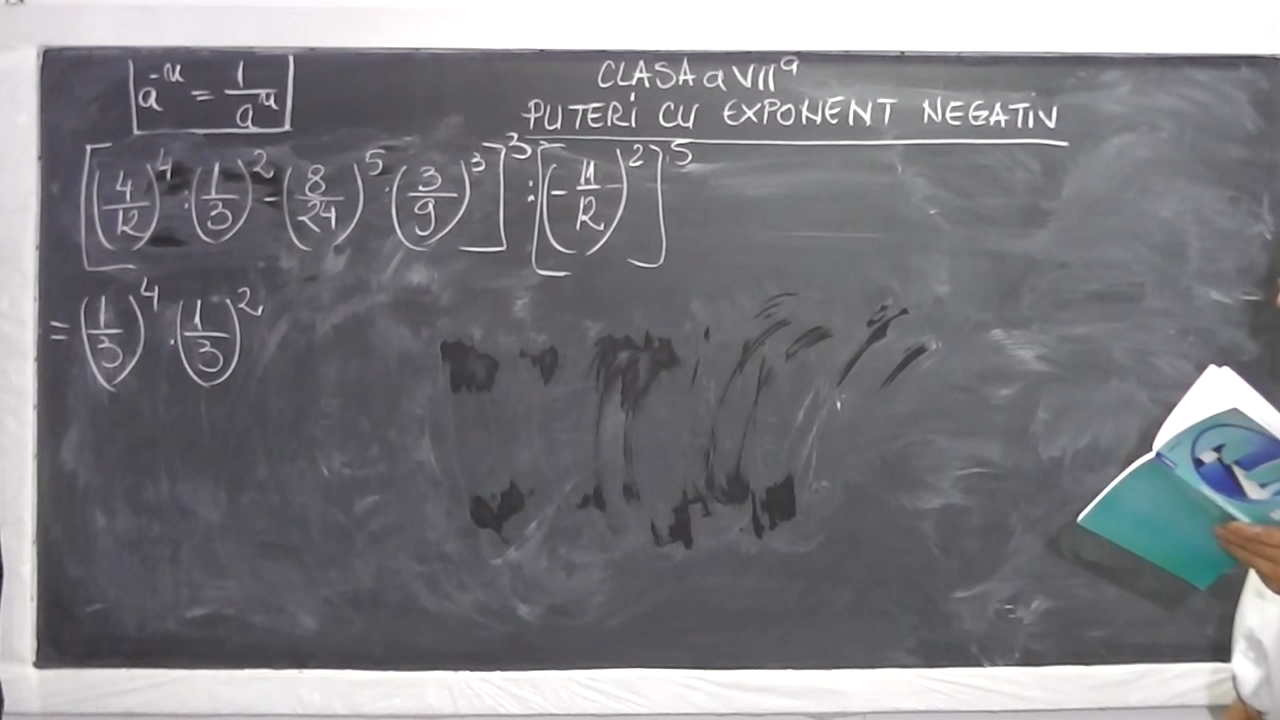 a⁻ⁿ = 1/aⁿ
CLASA a VII a
PUTERI CU EXPONENT NEGATIV
[(4/12)⁴ : (1/3)² - (8/24)⁵ : (3/9)³]³ : [(-11/12)²]⁵
= (1/3)⁴ · (1/3)²